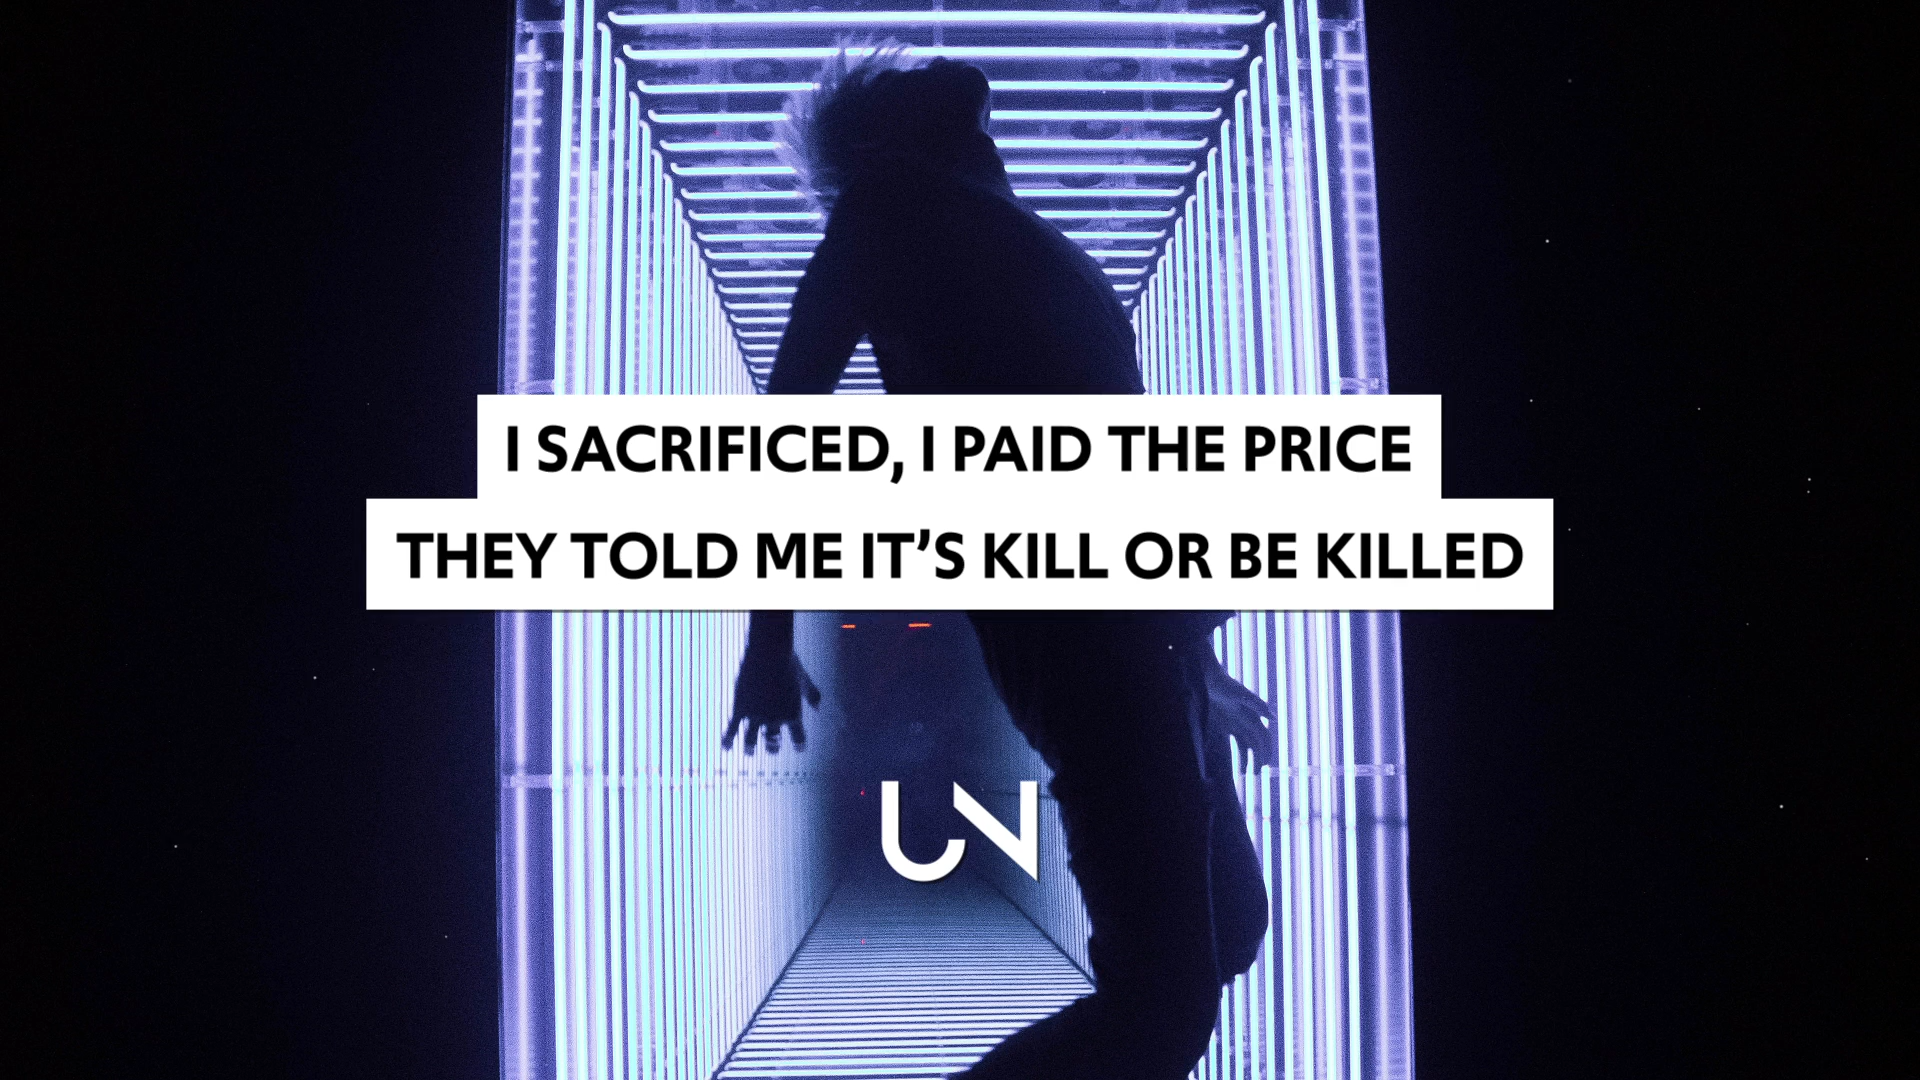 I SACRIFICED, I PAID THE PRICE
THEY TOLD ME IT’S KILL OR BE KILLED
UN